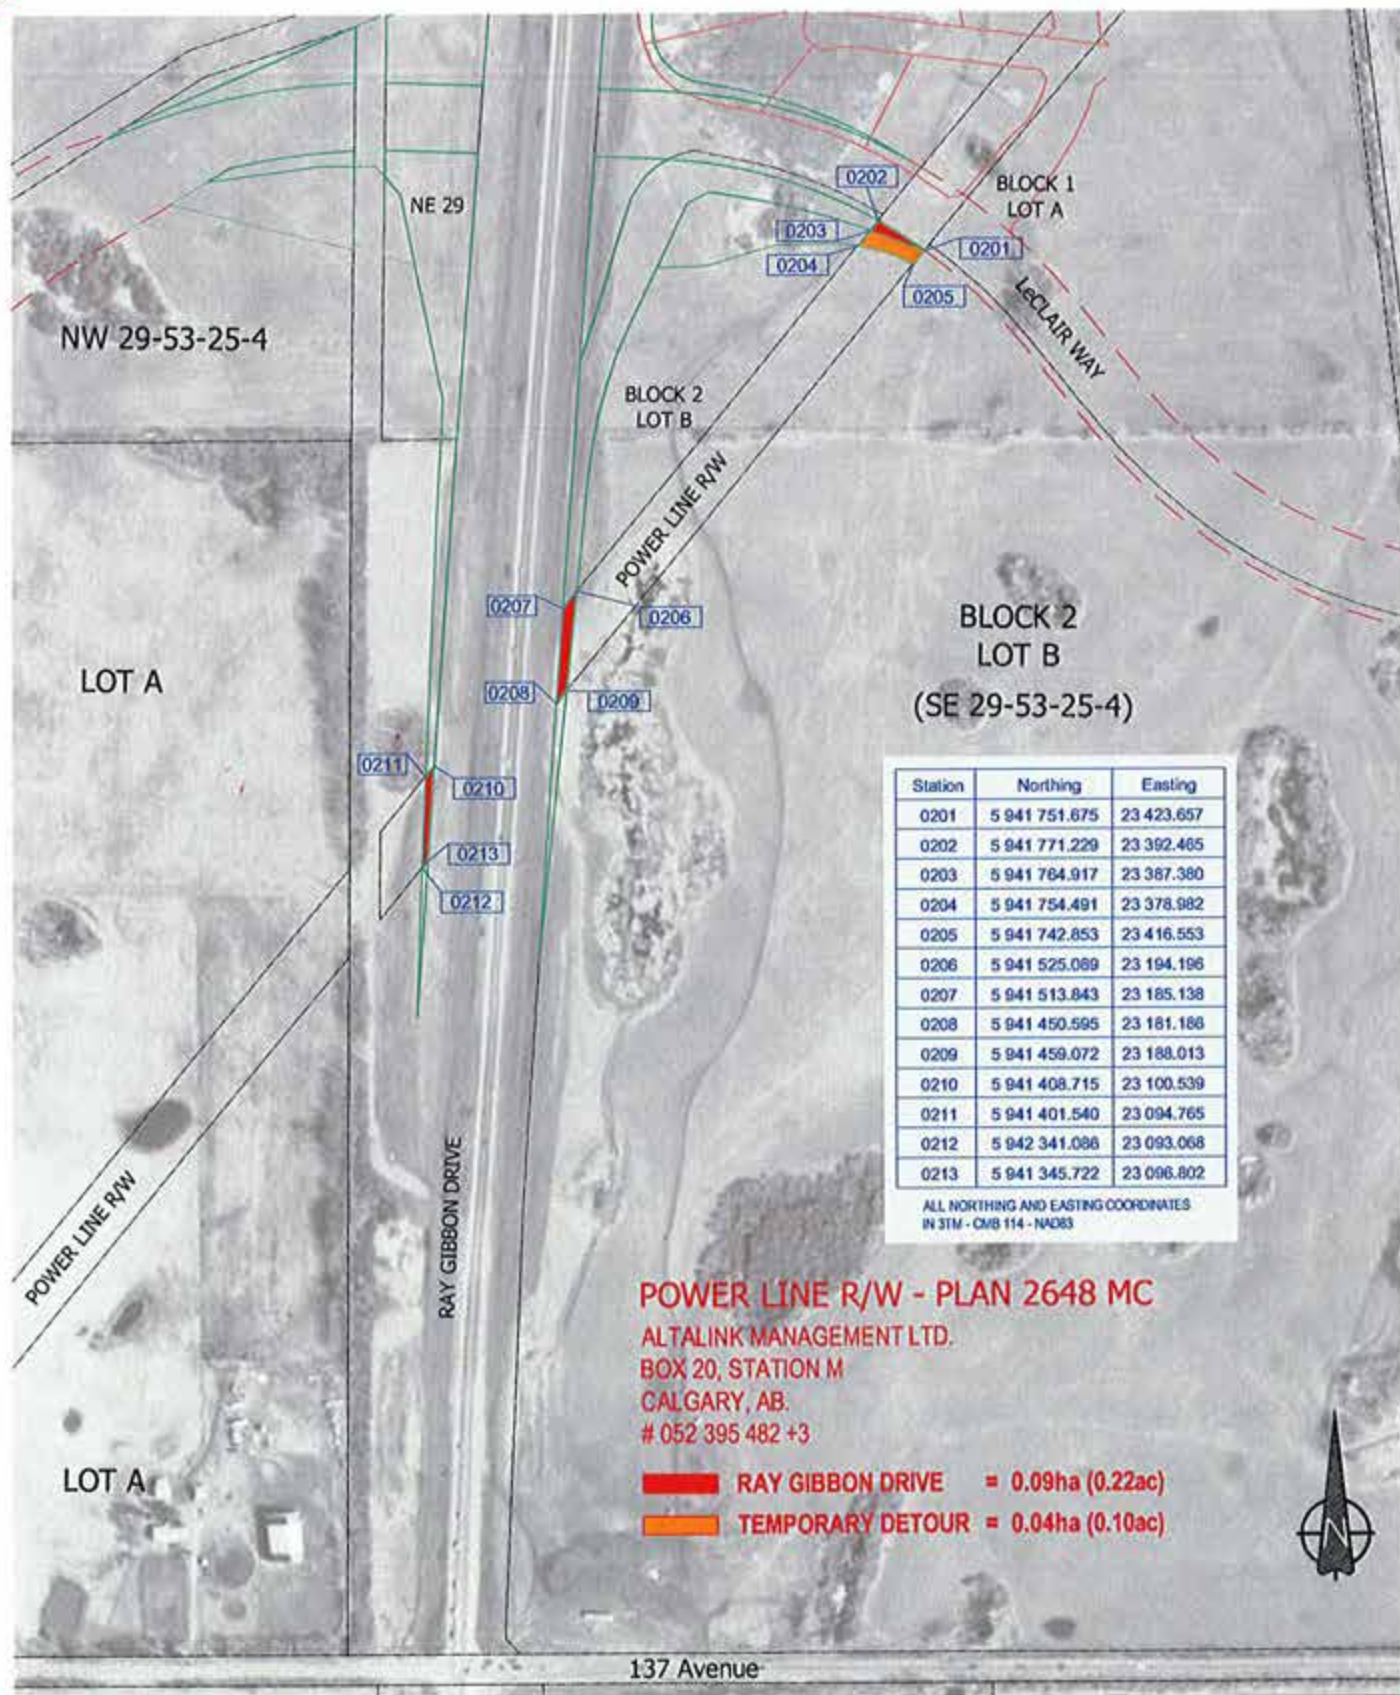 0202
BLOCK 1
LOT A
NE 29
0203
0201
0204
0205
LeCLAIR WAY
NW 29-53-25-4
BLOCK 2
LOT B
POWER LINE R/W
0207
0206
BLOCK 2
LOT B
(SE 29-53-25-4)
LOT A
0208
0209
0211
0210
0213
0212
Station Northing Easting
0201 5 941 751.675 23 423.657
0202 5 941 771.229 23 392.465
0203 5 941 764.917 23 387.380
0204 5 941 754.491 23 378.982
0205 5 941 742.853 23 416.553
0206 5 941 525.089 23 194.196
0207 5 941 513.843 23 185.138
0208 5 941 450.595 23 181.186
0209 5 941 459.072 23 188.013
0210 5 941 408.715 23 100.539
0211 5 941 401.540 23 094.765
0212 5 942 341.086 23 093.068
0213 5 941 345.722 23 096.802
ALL NORTHING AND EASTING COORDINATES
IN 3TM - CMB 114 - NAD83
POWER LINE R/W
RAY GIBBON DRIVE
POWER LINE R/W - PLAN 2648 MC
ALTALINK MANAGEMENT LTD.
BOX 20, STATION M
CALGARY, AB.
# 052 395 482 +3
RAY GIBBON DRIVE = 0.09ha (0.22ac)
TEMPORARY DETOUR = 0.04ha (0.10ac)
LOT A
N
137 Avenue